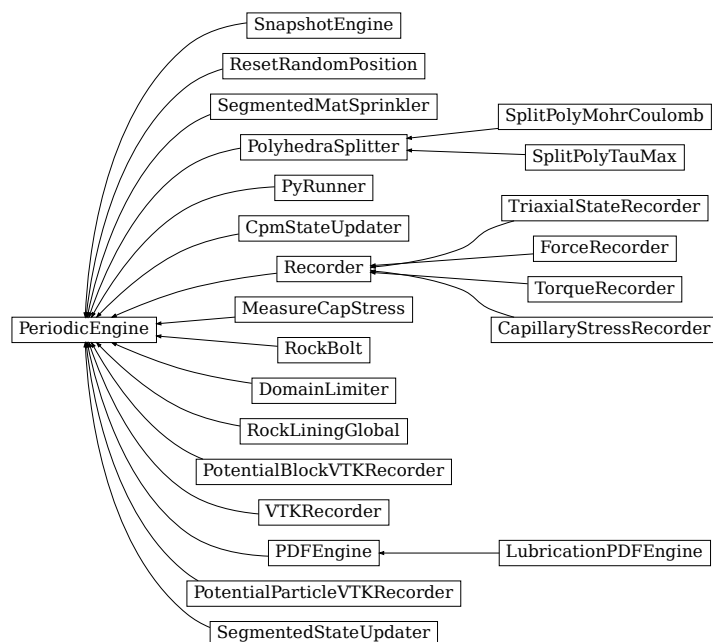 SnapshotEngine
ResetRandomPosition
SegmentedMatSprinkler
SplitPolyMohrCoulomb
PolyhedraSplitter
SplitPolyTauMax
PyRunner
TriaxialStateRecorder
CpmStateUpdater
ForceRecorder
Recorder
TorqueRecorder
MeasureCapStress
PeriodicEngine
CapillaryStressRecorder
RockBolt
DomainLimiter
RockLiningGlobal
PotentialBlockVTKRecorder
VTKRecorder
PDFEngine
LubricationPDFEngine
PotentialParticleVTKRecorder
SegmentedStateUpdater